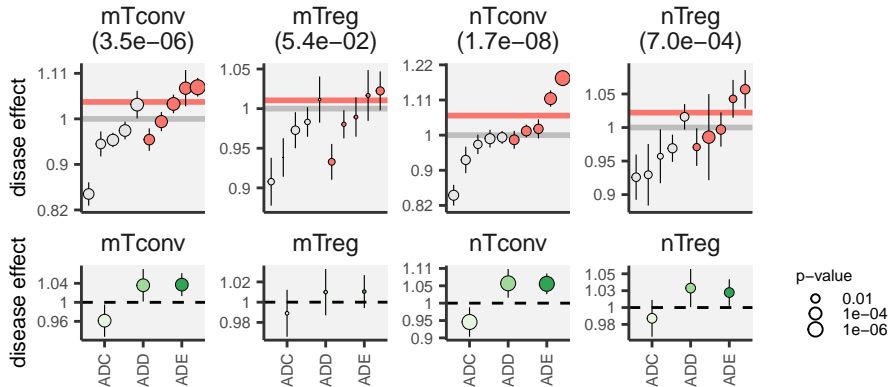 mTconv
(3.5e−06)
mTreg
(5.4e−02)
nTconv
(1.7e−08)
nTreg
(7.0e−04)
disase effect
1.11
1
0.9
0.82
1.05
1
0.95
0.9
1.22
1.11
1
0.9
0.82
1.05
1
0.95
0.9
mTconv
mTreg
nTconv
nTreg
disease effect
1.04
1
0.96
1.02
1
0.98
1.11
1.05
1
0.95
0.9
1.05
1.03
1
0.98
ADC
ADD
ADE
ADC
ADD
ADE
ADC
ADD
ADE
ADC
ADD
ADE
p−value
0.01
1e−04
1e−06